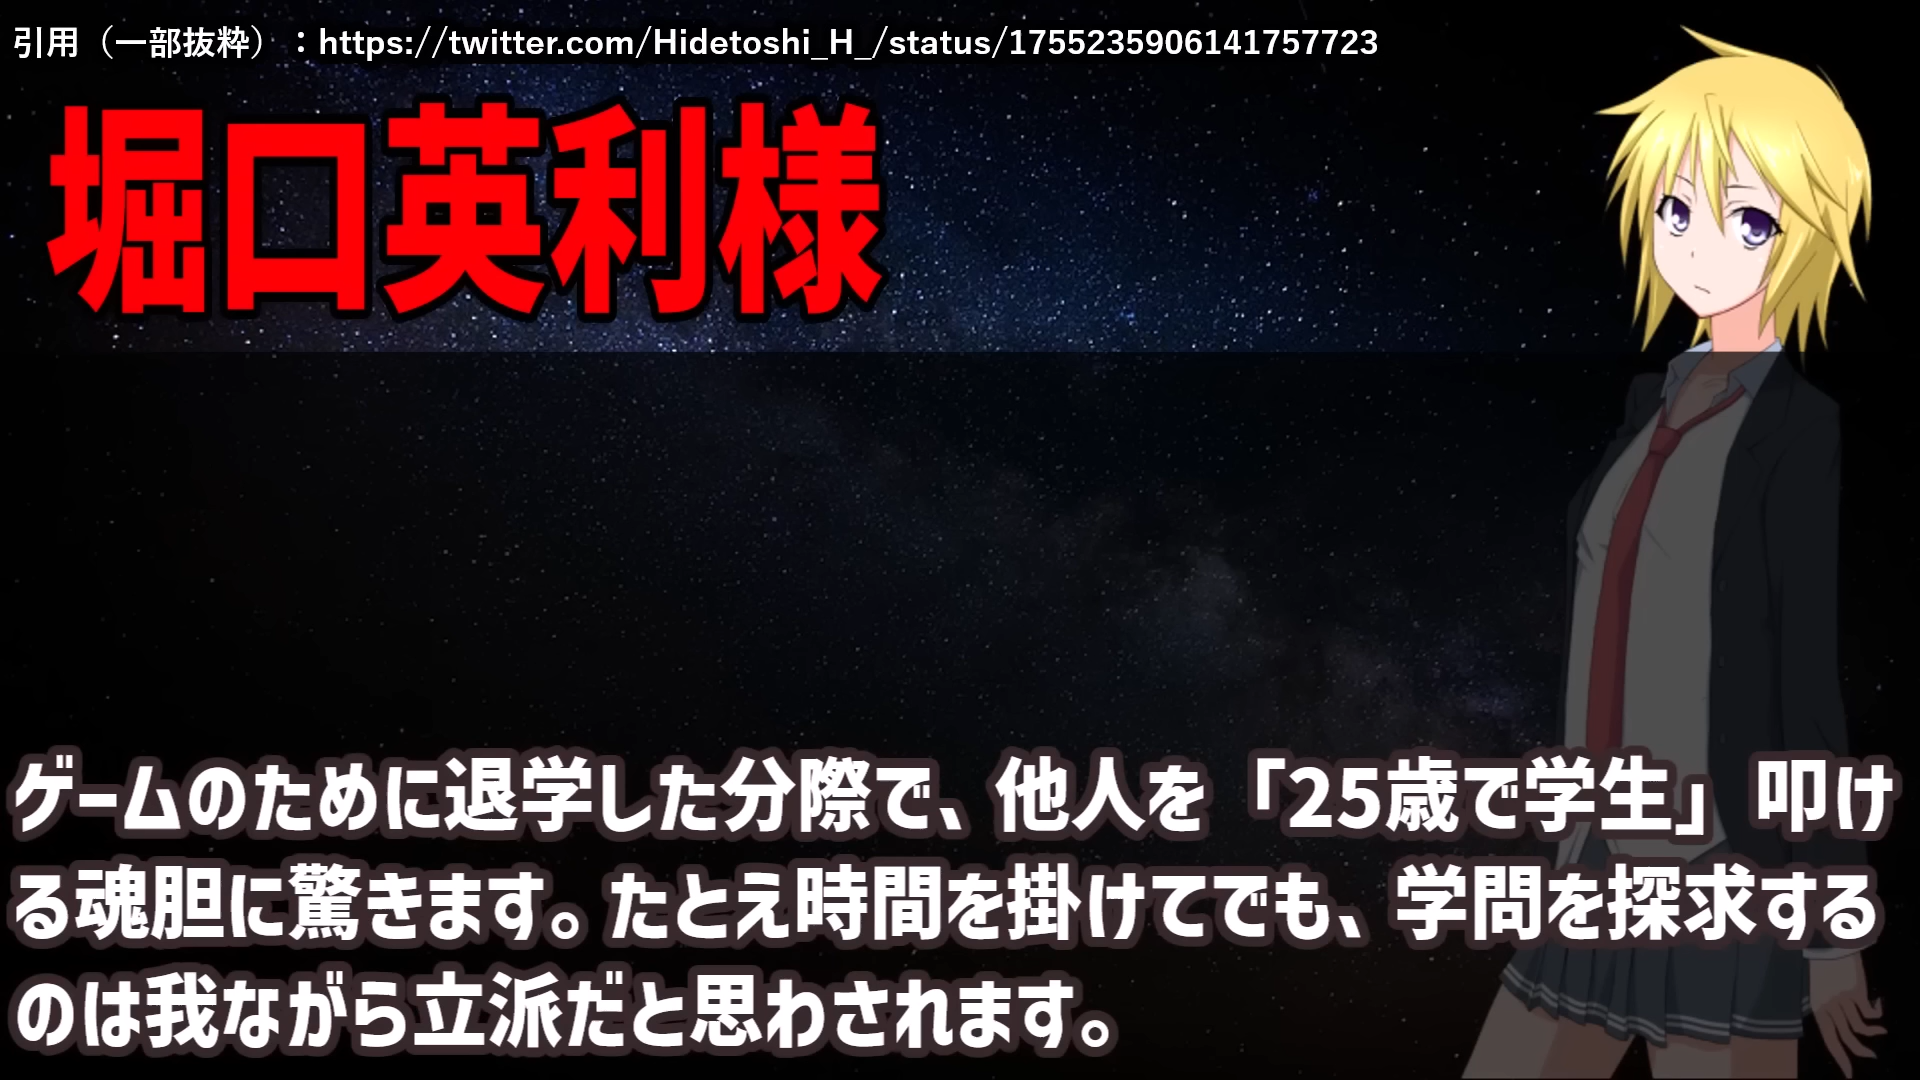 引用（一部抜粋）：https://twitter.com/Hidetoshi_H_/status/1755235906141757723
堀口英利様
ゲームのために退学した分際で、他人を「25歳で学生」叩け
る魂胆に驚きます。たとえ時間を掛けてでも、学問を探求する
のは我ながら立派だと思わされます。